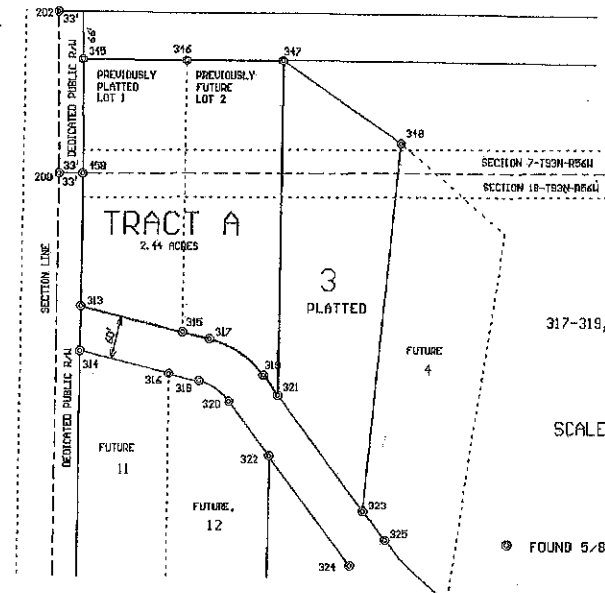 202
33'
66'
345
346
347
DEDICATED PUBLIC R/W
PREVIOUSLY
PLATTED
LOT 1
PREVIOUSLY
FUTURE
LOT 2
348
SECTION 7-T93N-R56W
200
33'
33'
458
SECTION 18-T93N-R56W
TRACT A
2.44 ACRES
SECTION LINE
3
PLATTED
313
315
317
317-319,
60'
314
316
318
319
321
FUTURE
4
320
DEDICATED PUBLIC R/W
SCALE
FUTURE
11
322
FUTURE,
12
323
325
324
FOUND 5/8